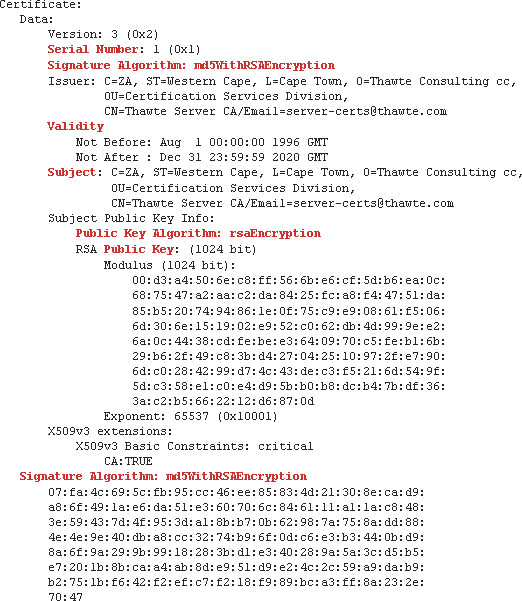 Certificate:
Data:
Version: 3 (0x2)
Serial Number: 1 (0x1)
Signature Algorithm: md5WithRSAEncryption
Issuer: C=ZA, ST=Western Cape, L=Cape Town, O=Thawte Consulting cc,
OU=Certification Services Division,
CN=Thawte Server CA/Email=server-certs@thawte.com
Validity
Not Before: Aug  1 00:00:00 1996 GMT
Not After : Dec 31 23:59:59 2020 GMT
Subject: C=ZA, ST=Western Cape, L=Cape Town, O=Thawte Consulting cc,
OU=Certification Services Division,
CN=Thawte Server CA/Email=server-certs@thawte.com
Subject Public Key Info:
Public Key Algorithm: rsaEncryption
RSA Public Key: (1024 bit)
Modulus (1024 bit):
00:d3:a4:50:6e:c8:ff:56:6b:e6:cf:5d:b6:ea:0c:
68:75:47:a2:aa:c2:da:84:25:fc:a8:f4:47:51:da:
85:b5:20:74:94:86:1e:0f:75:c9:e9:08:61:f5:06:
6d:30:6e:15:19:02:e9:52:c0:62:db:4d:99:9e:e2:
6a:0c:44:38:cd:fe:be:e3:64:09:70:c5:fe:b1:6b:
29:b6:2f:49:c8:3b:d4:27:04:25:10:97:2f:e7:90:
6d:c0:28:42:99:d7:4c:43:de:c3:f5:21:6d:54:9f:
5d:c3:58:e1:c0:e4:d9:5b:b0:b8:dc:b4:7b:df:36:
3a:c2:b5:66:22:12:d6:87:0d
Exponent: 65537 (0x10001)
X509v3 extensions:
X509v3 Basic Constraints: critical
CA:TRUE
Signature Algorithm: md5WithRSAEncryption
07:fa:4c:69:5c:fb:95:cc:46:ee:85:83:4d:21:30:8e:ca:d9:
a8:6f:49:1a:e6:da:51:e3:60:70:6c:84:61:11:a1:1a:c8:48:
3e:59:43:7d:4f:95:3d:a1:8b:b7:0b:62:98:7a:75:8a:dd:88:
4e:4e:9e:40:db:a8:cc:32:74:b9:6f:0d:c6:e3:b3:44:0b:d9:
8a:6f:9a:29:9b:99:18:28:3b:d1:e3:40:28:9a:5a:3c:d5:b5:
e7:20:1b:8b:ca:a4:ab:8d:e9:51:d9:e2:4c:2c:59:a9:da:b9:
b2:75:1b:f6:42:f2:ef:c7:f2:18:f9:89:bc:a3:ff:8a:23:2e:
70:47